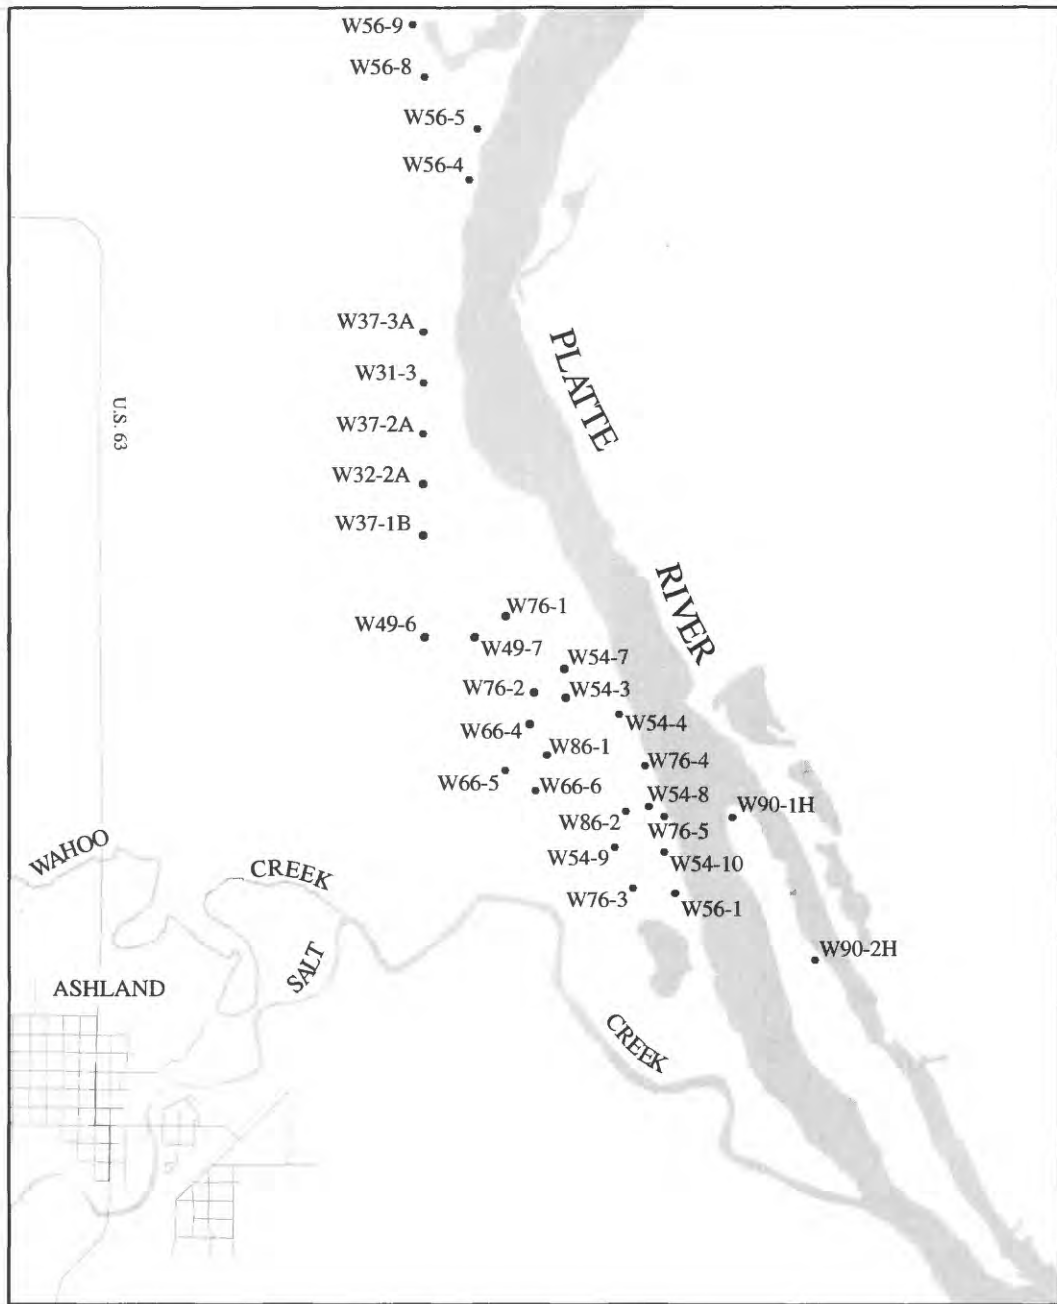 W56-9
W56-8
W56-5
W56-4
W37-3A
PLATTE
W31-3
U.S. 63
W37-2A
W32-2A
W37-1B
RIVER
W76-1
W49-6
W49-7
W54-7
W76-2
W54-3
W54-4
W66-4
W86-1
W76-4
W66-5
W66-6
W54-8
W90-1H
W86-2
W76-5
WAHOO
CREEK
W54-9
W54-10
W76-3
W56-1
W90-2H
SALT
ASHLAND
CREEK